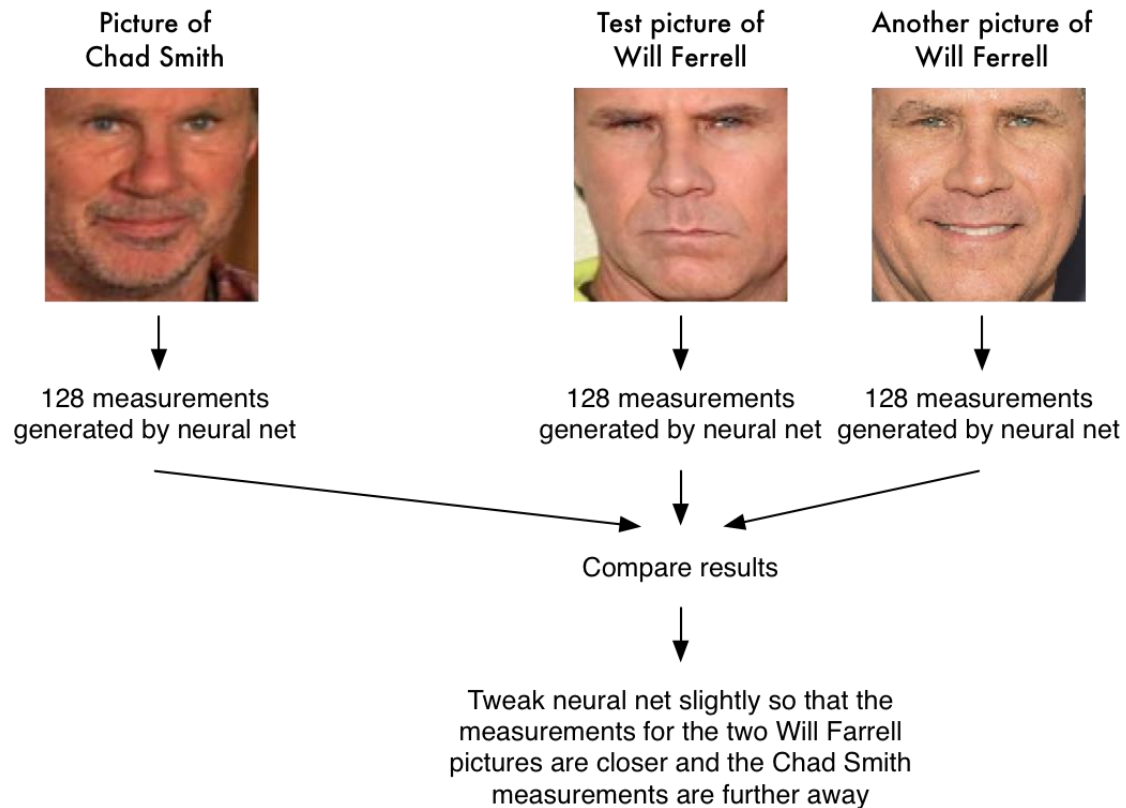 Picture of
Chad Smith
Test picture of
Will Ferrell
Another picture of
Will Ferrell
128 measurements
generated by neural net
128 measurements
generated by neural net
128 measurements
generated by neural net
Compare results
Tweak neural net slightly so that the
measurements for the two Will Farrell
pictures are closer and the Chad Smith
measurements are further away